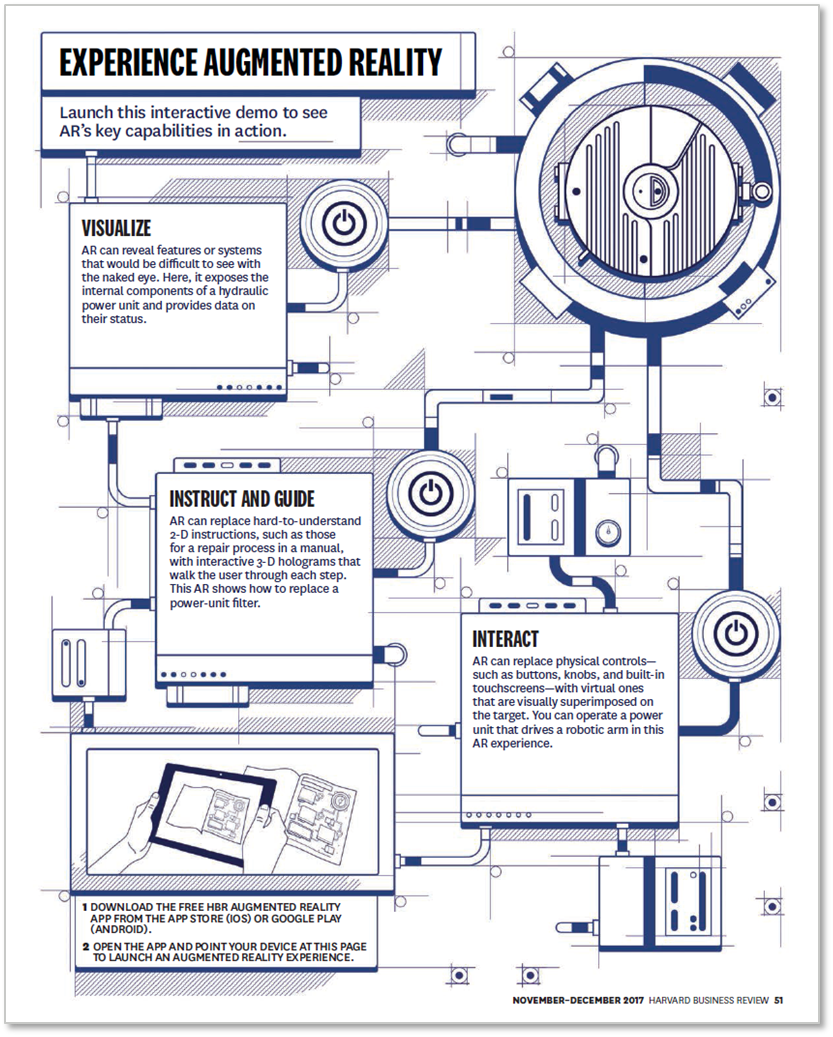 EXPERIENCE AUGMENTED REALITY
Launch this interactive demo to see
AR's key capabilities in action.
VISUALIZE
AR can reveal features or systems
that would be difficult to see with
the naked eye. Here, it exposes the
internal components of a hydraulic
power unit and provides data on
their status.
INSTRUCT AND GUIDE
AR can replace hard-to-understand
2-D instructions, such as those
for a repair process in a manual,
with interactive 3-D holograms that
walk the user through each step.
This AR shows how to replace a
power-unit filter.
INTERACT
AR can replace physical controls—
such as buttons, knobs, and built-in
touchscreens—with virtual ones
that are visually superimposed on
the target. You can operate a power
unit that drives a robotic arm in this
AR experience.
1 DOWNLOAD THE FREE HBR AUGMENTED REALITY
APP FROM THE APP STORE (IOS) OR GOOGLE PLAY
(ANDROID).
2 OPEN THE APP AND POINT YOUR DEVICE AT THIS PAGE
TO LAUNCH AN AUGMENTED REALITY EXPERIENCE.
NOVEMBER–DECEMBER 2017 HARVARD BUSINESS REVIEW 51